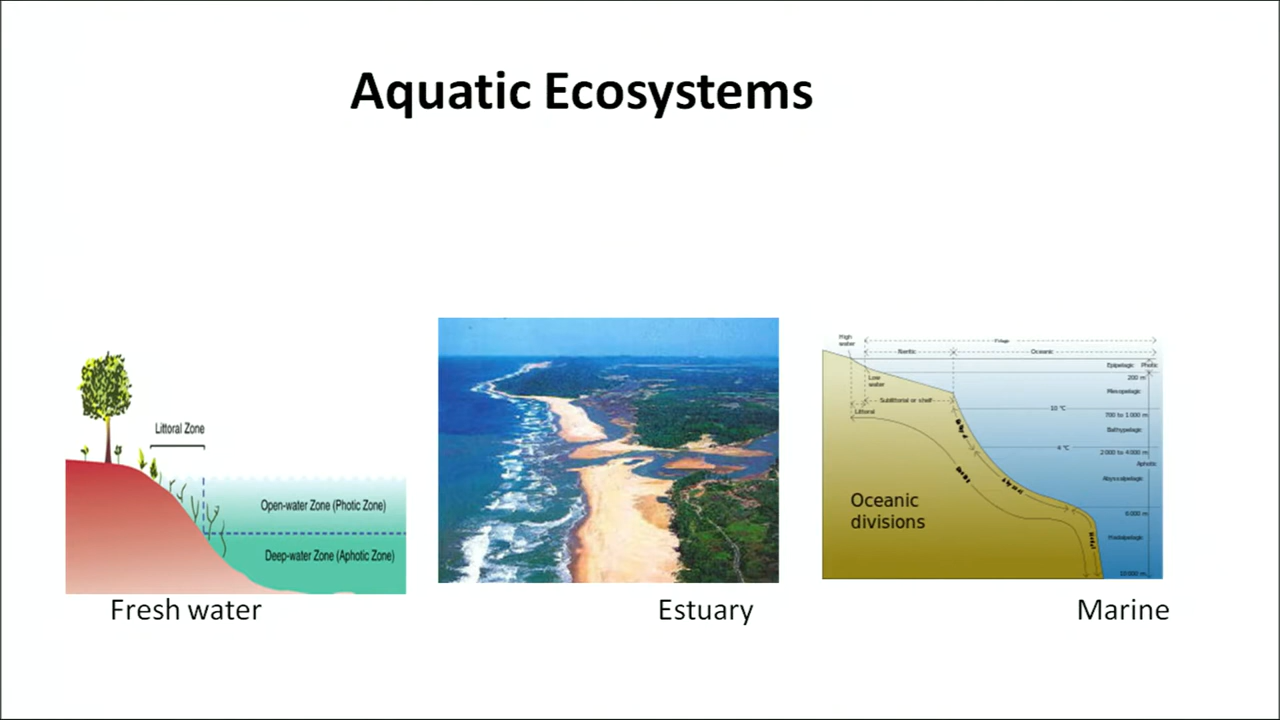 Aquatic Ecosystems
Littoral Zone
Open-water Zone (Photic Zone)
Deep-water Zone (Aphotic Zone)
Fresh water
Estuary
High
water
Neritic
Oceanic
Low
water
Sublittoral or shelf
Littoral
10 °C
4 °C
Epipelagic Photic
200 m
Mesopelagic
700 to 1 000 m
Bathypelagic
2 000 to 4 000 m
Aphotic
Abyssalpelagic
6 000 m
Hadalpelagic
10 000 m
Oceanic
divisions
Marine